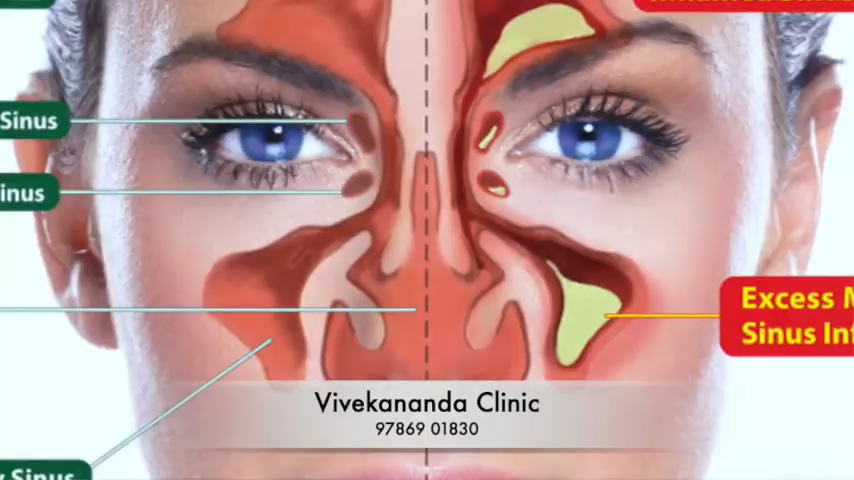 Sinus
inus
Excess M
Sinus Inf
Vivekananda Clinic
97869 01830
y Sinus